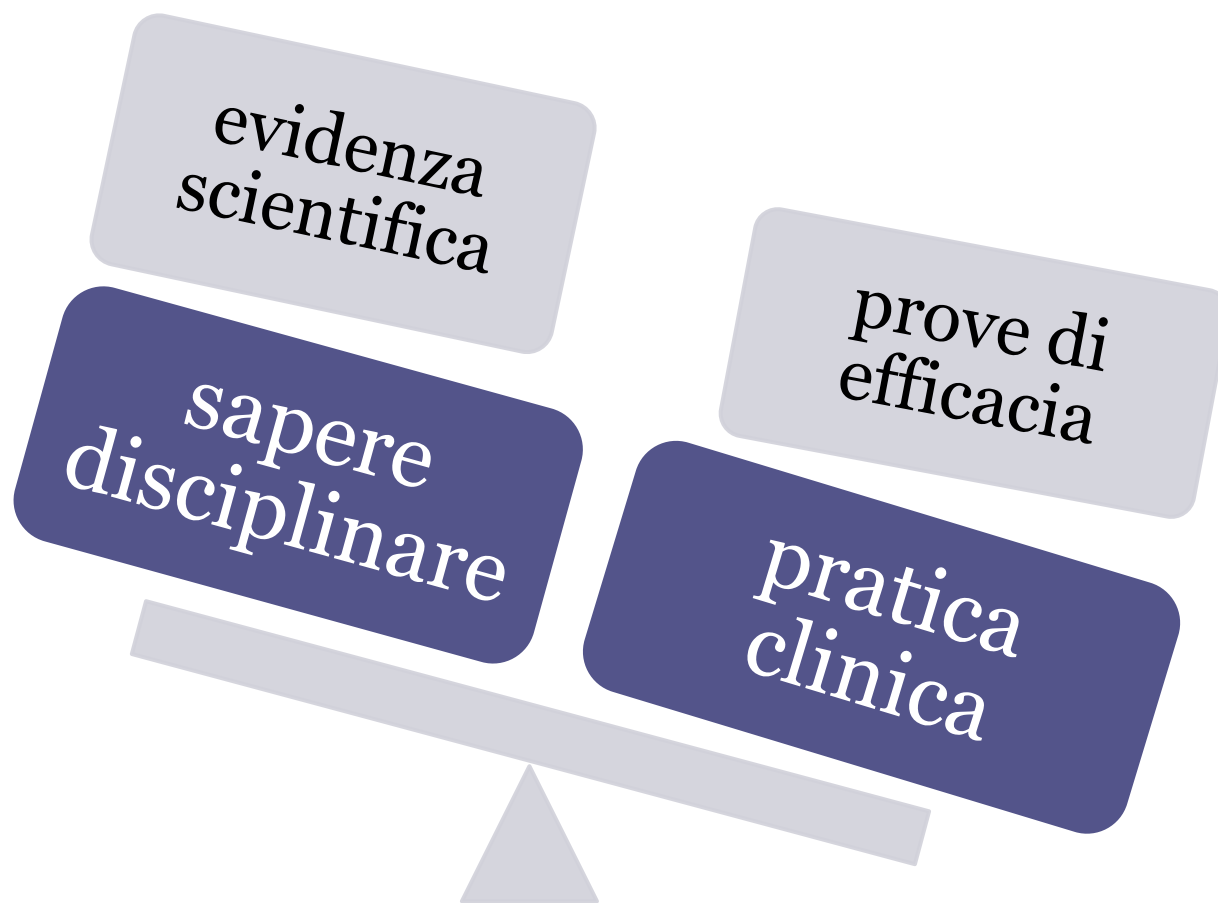 evidenza
scientifica
sapere
disciplinare
prove di
efficacia
pratica
clinica